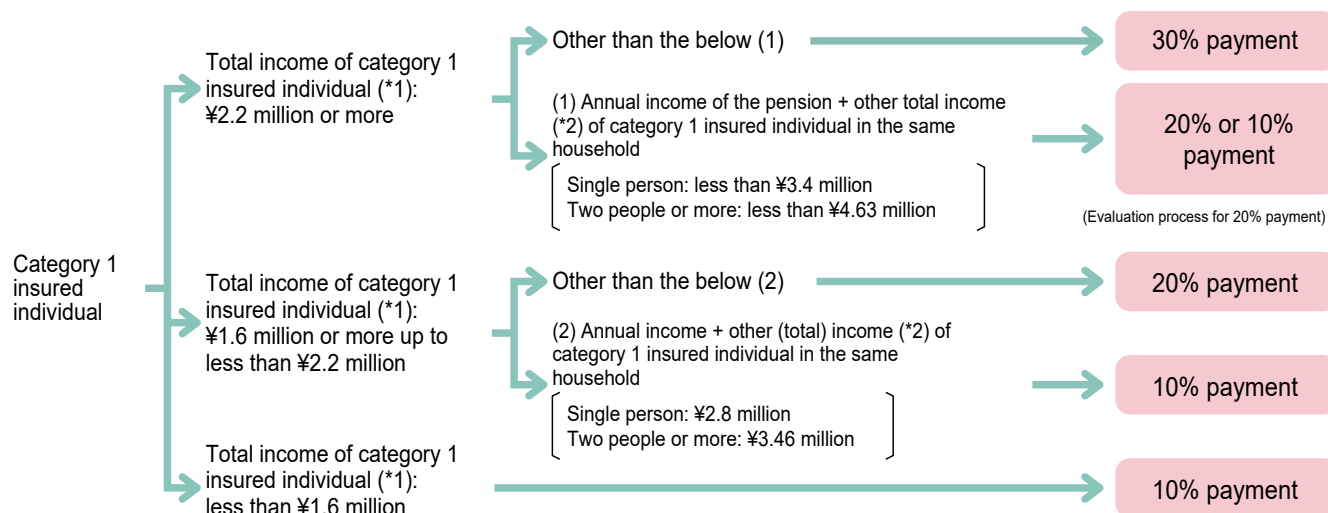 Category 1
insured
individual
Total income of category 1
insured individual (*1):
¥2.2 million or more
Other than the below (1)
30% payment
(1) Annual income of the pension + other total income
(*2) of category 1 insured individual in the same
household
Single person: less than ¥3.4 million
Two people or more: less than ¥4.63 million
20% or 10%
payment
(Evaluation process for 20% payment)
Total income of category 1
insured individual (*1):
¥1.6 million or more up to
less than ¥2.2 million
Other than the below (2)
20% payment
(2) Annual income + other (total) income (*2) of
category 1 insured individual in the same
household
Single person: ¥2.8 million
Two people or more: ¥3.46 million
10% payment
Total income of category 1
insured individual (*1):
less than ¥1.6 million
10% payment